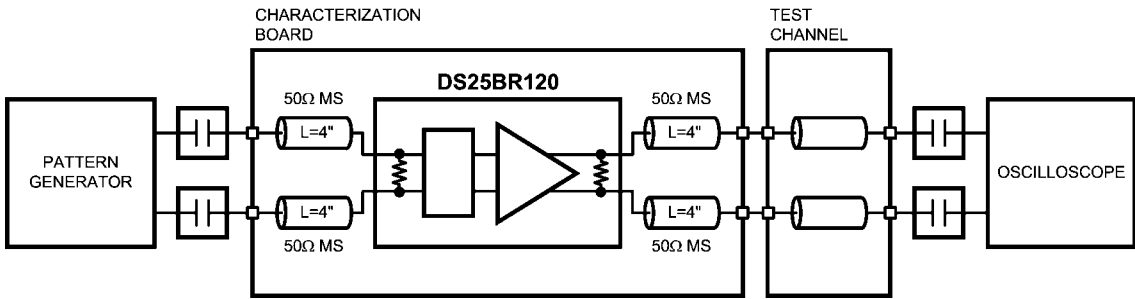 CHARACTERIZATION
BOARD
TEST
CHANNEL
DS25BR120
50Ω MS
50Ω MS
L=4"
L=4"
PATTERN
GENERATOR
OSCILLOSCOPE
L=4"
L=4"
50Ω MS
50Ω MS